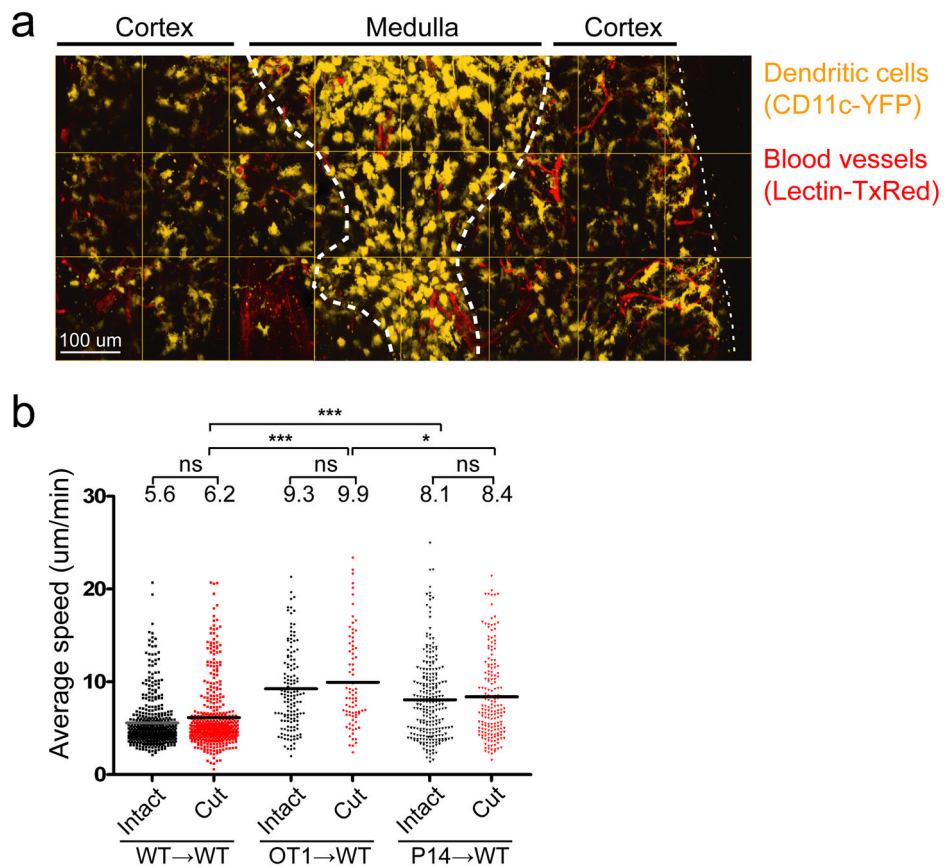 a
Cortex Medulla Cortex
Dendritic cells
(CD11c-YFP)
Blood vessels
(Lectin-TxRed)
100 um
b
***
*** *
ns ns ns
5.6 6.2 9.3 9.9 8.1 8.4
30
20
10
0
Average speed (um/min)
Intact Cut Intact Cut Intact Cut
WT→WT OT1→WT P14→WT